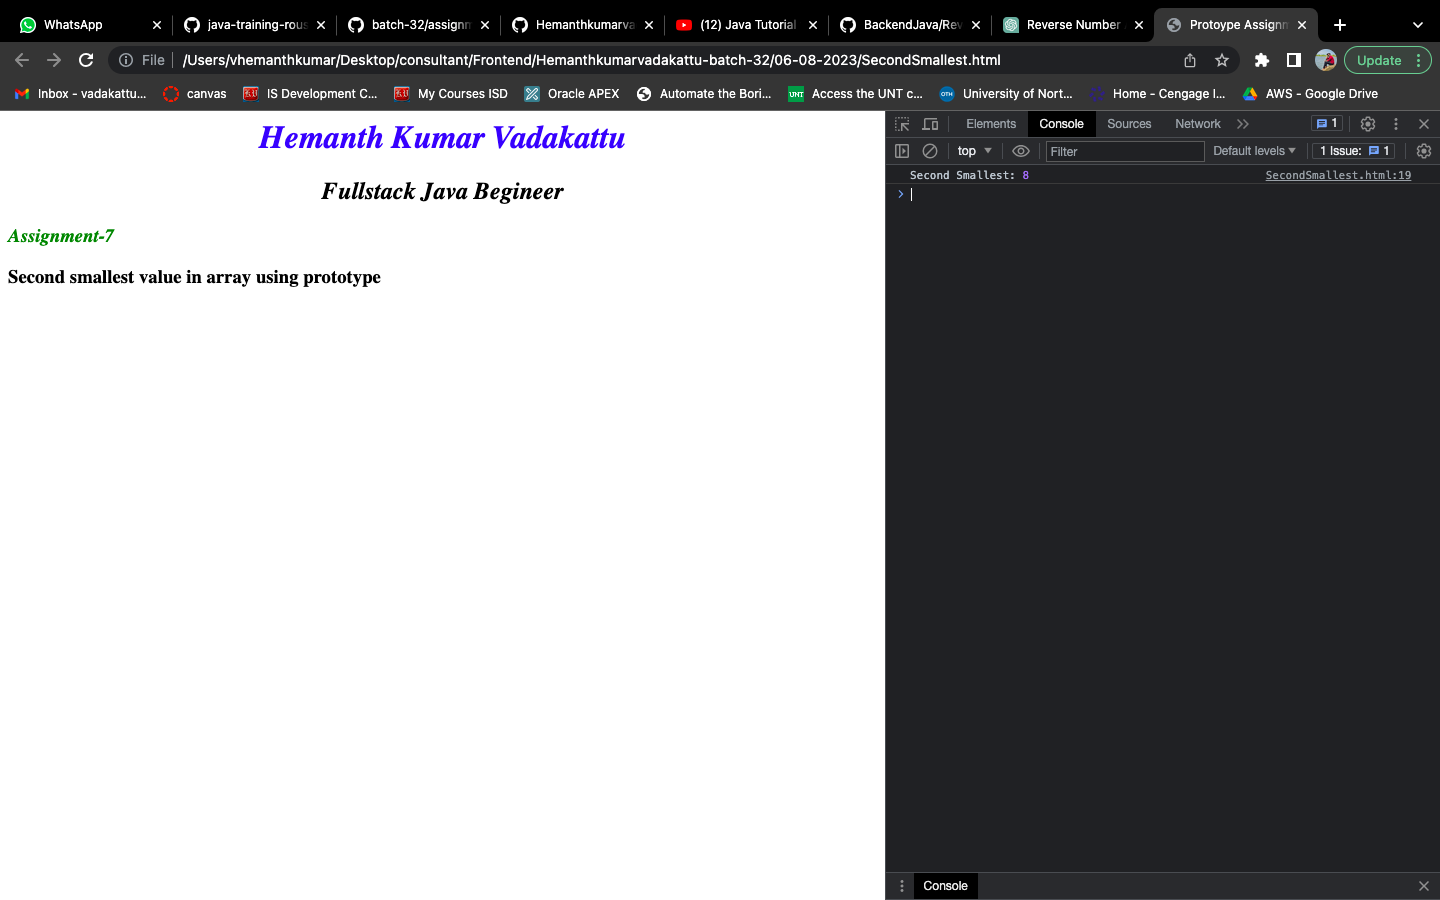 WhatsApp
java-training-rous
batch-32/assignm
Hemanthkumarva
(12) Java Tutorial
BackendJava/Rev
Reverse Number
Protoype Assignm
File
/Users/vhemanthkumar/Desktop/consultant/Frontend/Hemanthkumarvadakattu-batch-32/06-08-2023/SecondSmallest.html
Update
Inbox - vadakattu...
canvas
IS Development C...
My Courses ISD
Oracle APEX
Automate the Bori...
UNT
Access the UNT c...
OTH
University of Nort...
Home - Cengage I...
AWS - Google Drive
Hemanth Kumar Vadakattu
Fullstack Java Begineer
Assignment-7
Second smallest value in array using prototype
Elements
Console
Sources
Network
1
top
Filter
Default levels
1 Issue:
1
Second Smallest: 8
SecondSmallest.html:19
Console